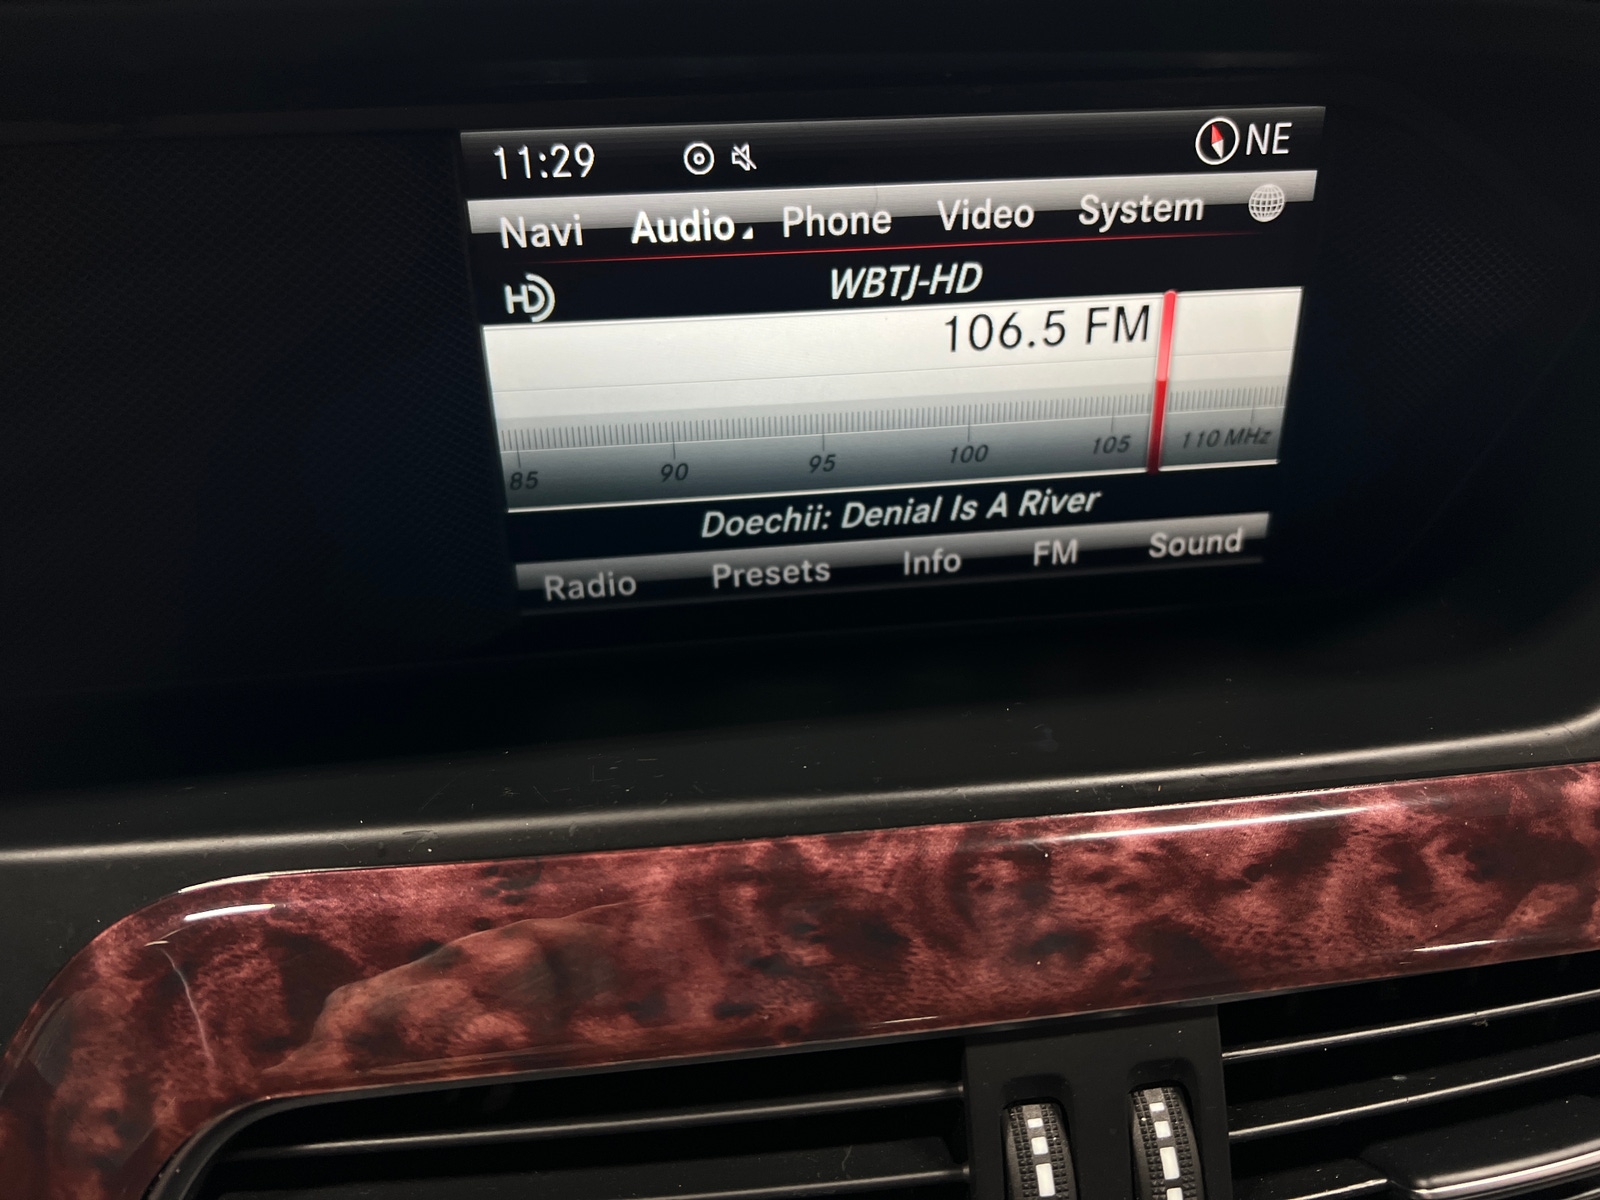 11:29 NE
Navi Audio Phone Video System
HD WBTJ-HD
106.5 FM
85 90 95 100 105 110 MHz
Doechii: Denial Is A River
Radio Presets Info FM Sound